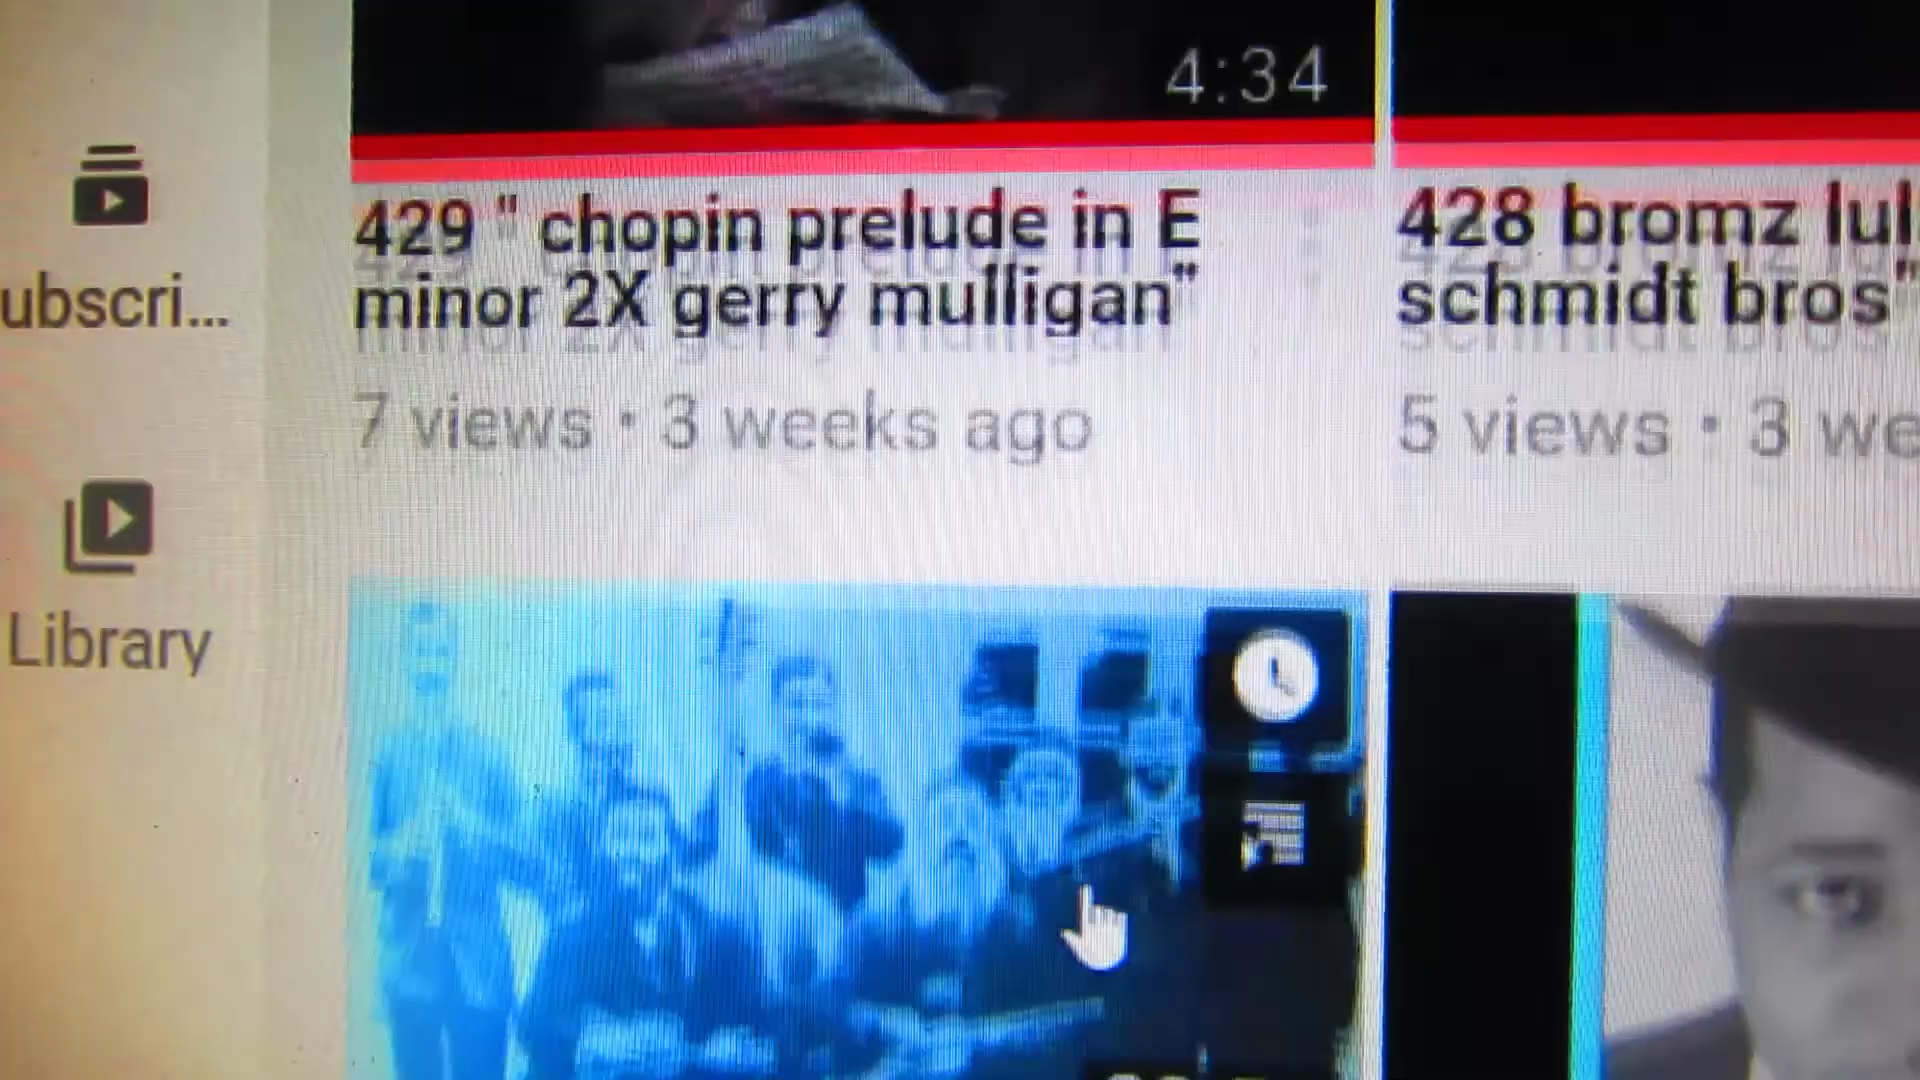 4:34
429 " chopin prelude in E
minor 2X gerry mulligan"
7 views • 3 weeks ago
428 bromz lul
schmidt bros"
5 views • 3 we
ubscri...
Library